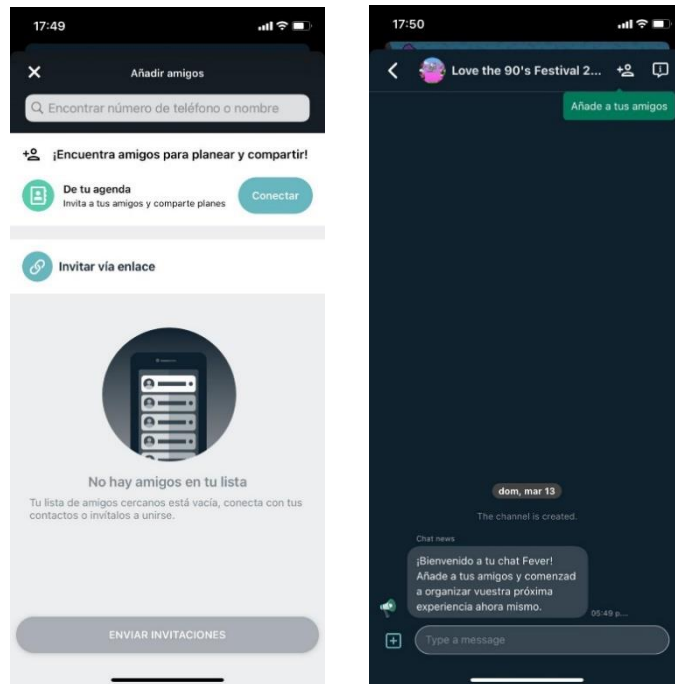 17:49
Añadir amigos
Encontrar número de teléfono o nombre
¡Encuentra amigos para planear y compartir!
De tu agenda
Invita a tus amigos y comparte planes
Conectar
Invitar vía enlace
No hay amigos en tu lista
Tu lista de amigos cercanos está vacía, conecta con tus
contactos o invítalos a unirse.
ENVIAR INVITACIONES
17:50
Love the 90's Festival 2...
Añade a tus amigos
dom, mar 13
The channel is created.
Chat news
¡Bienvenido a tu chat Fever!
Añade a tus amigos y comenzad
a organizar vuestra próxima
experiencia ahora mismo.
05:49 p....
Type a message